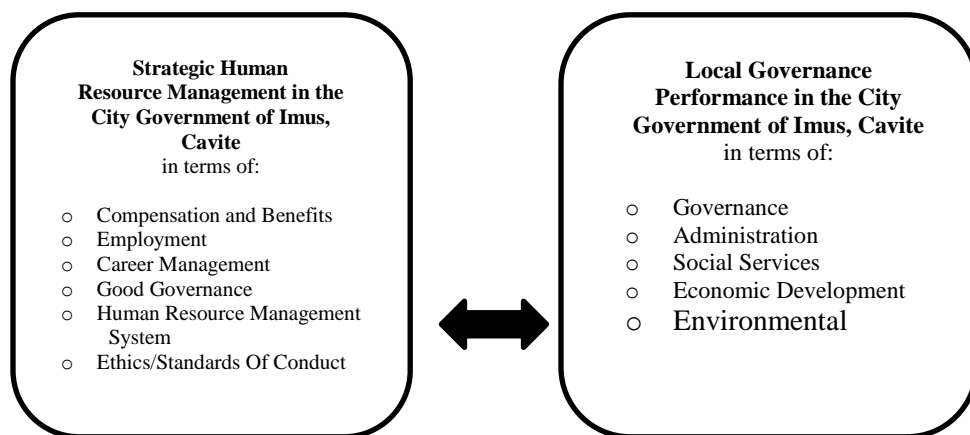 Strategic Human
Resource Management in the
City Government of Imus,
Cavite
in terms of:
o Compensation and Benefits
o Employment
o Career Management
o Good Governance
o Human Resource Management
System
o Ethics/Standards Of Conduct
Local Governance
Performance in the City
Government of Imus, Cavite
in terms of:
o Governance
o Administration
o Social Services
o Economic Development
o Environmental